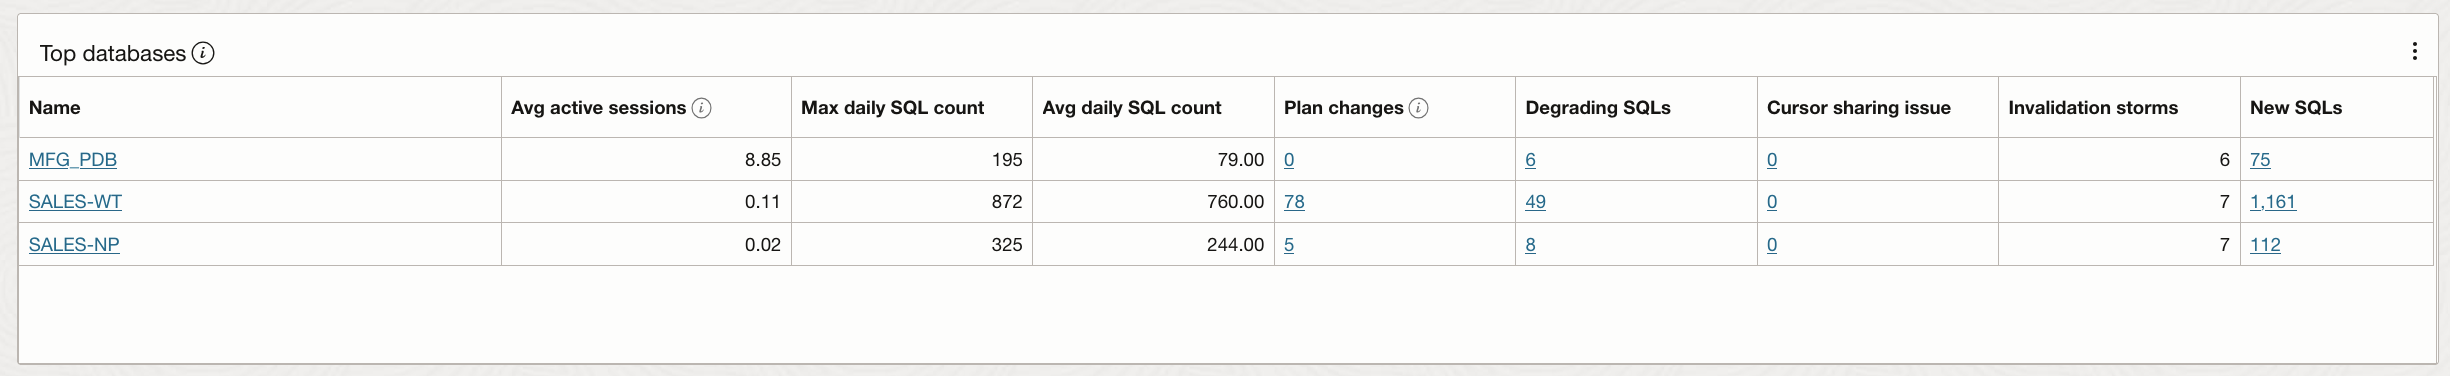 Top databases
Name Avg active sessions Max daily SQL count Avg daily SQL count Plan changes Degrading SQLs Cursor sharing issue Invalidation storms New SQLs
MFG_PDB 8.85 195 79.00 0 6 0 6 75
SALES-WT 0.11 872 760.00 78 49 0 7 1,161
SALES-NP 0.02 325 244.00 5 8 0 7 112